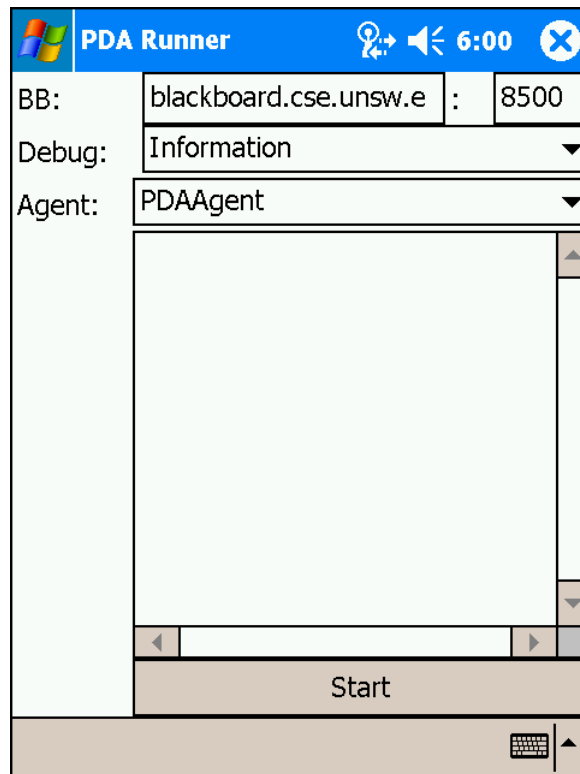 PDA Runner 6:00
BB: blackboard.cse.unsw.e : 8500
Debug: Information
Agent: PDAAgent
Start